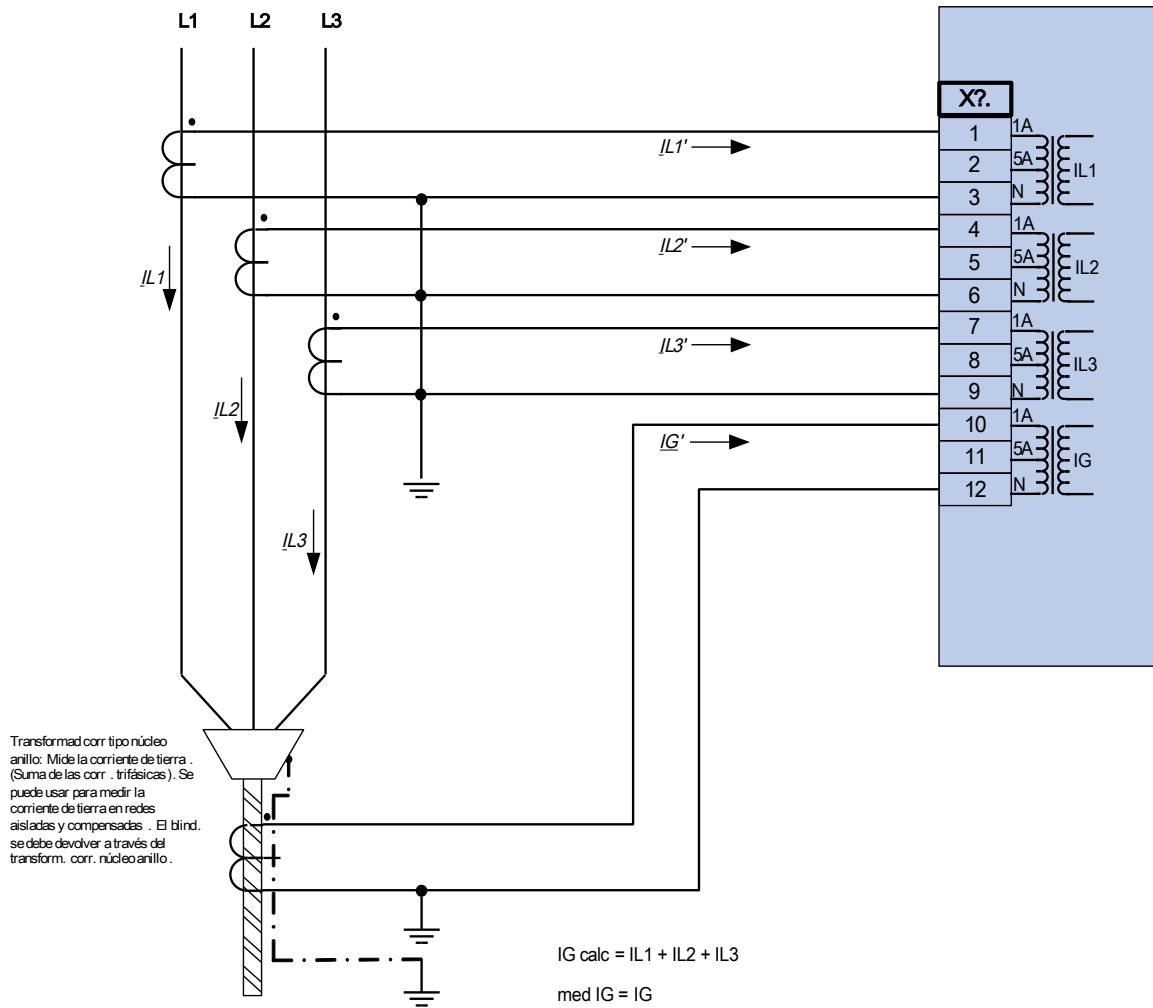 L1 L2 L3
X?.
1 1A
2 5A IL1
3 N
4 1A
5 5A IL2
6 N
7 1A
8 5A IL3
9 N
10 1A
11 5A IG
12 N
IL1'
IL2'
IL3'
IG'
IL1
IL2
IL3
Transformad corr tipo núcleo
anillo: Mide la corriente de tierra .
(Suma de las corr . trifásicas). Se
puede usar para medir la
corriente de tierra en redes
aisladas y compensadas . El blind.
se debe devolver a través del
transform. corr. núcleo anillo .
IG calc = IL1 + IL2 + IL3
med IG = IG